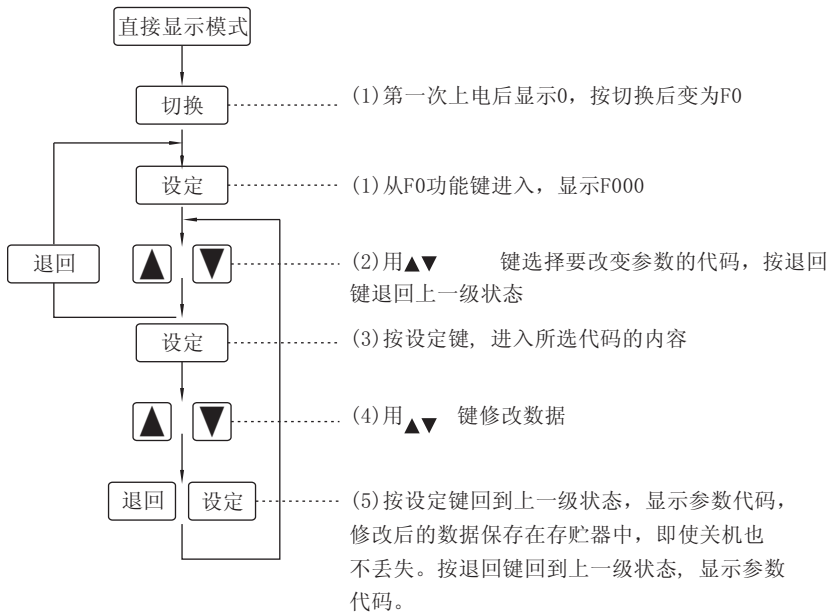 直接显示模式
切换
(1)第一次上电后显示0，按切换后变为F0
设定
(1)从F0功能键进入，显示F000
退回
▲ ▼
(2)用▲▼ 键选择要改变参数的代码，按退回
键退回上一级状态
设定
(3)按设定键, 进入所选代码的内容
▲ ▼
(4)用▲▼ 键修改数据
退回 设定
(5)按设定键回到上一级状态，显示参数代码，
修改后的数据保存在存贮器中，即使关机也
不丢失。按退回键回到上一级状态, 显示参数
代码。